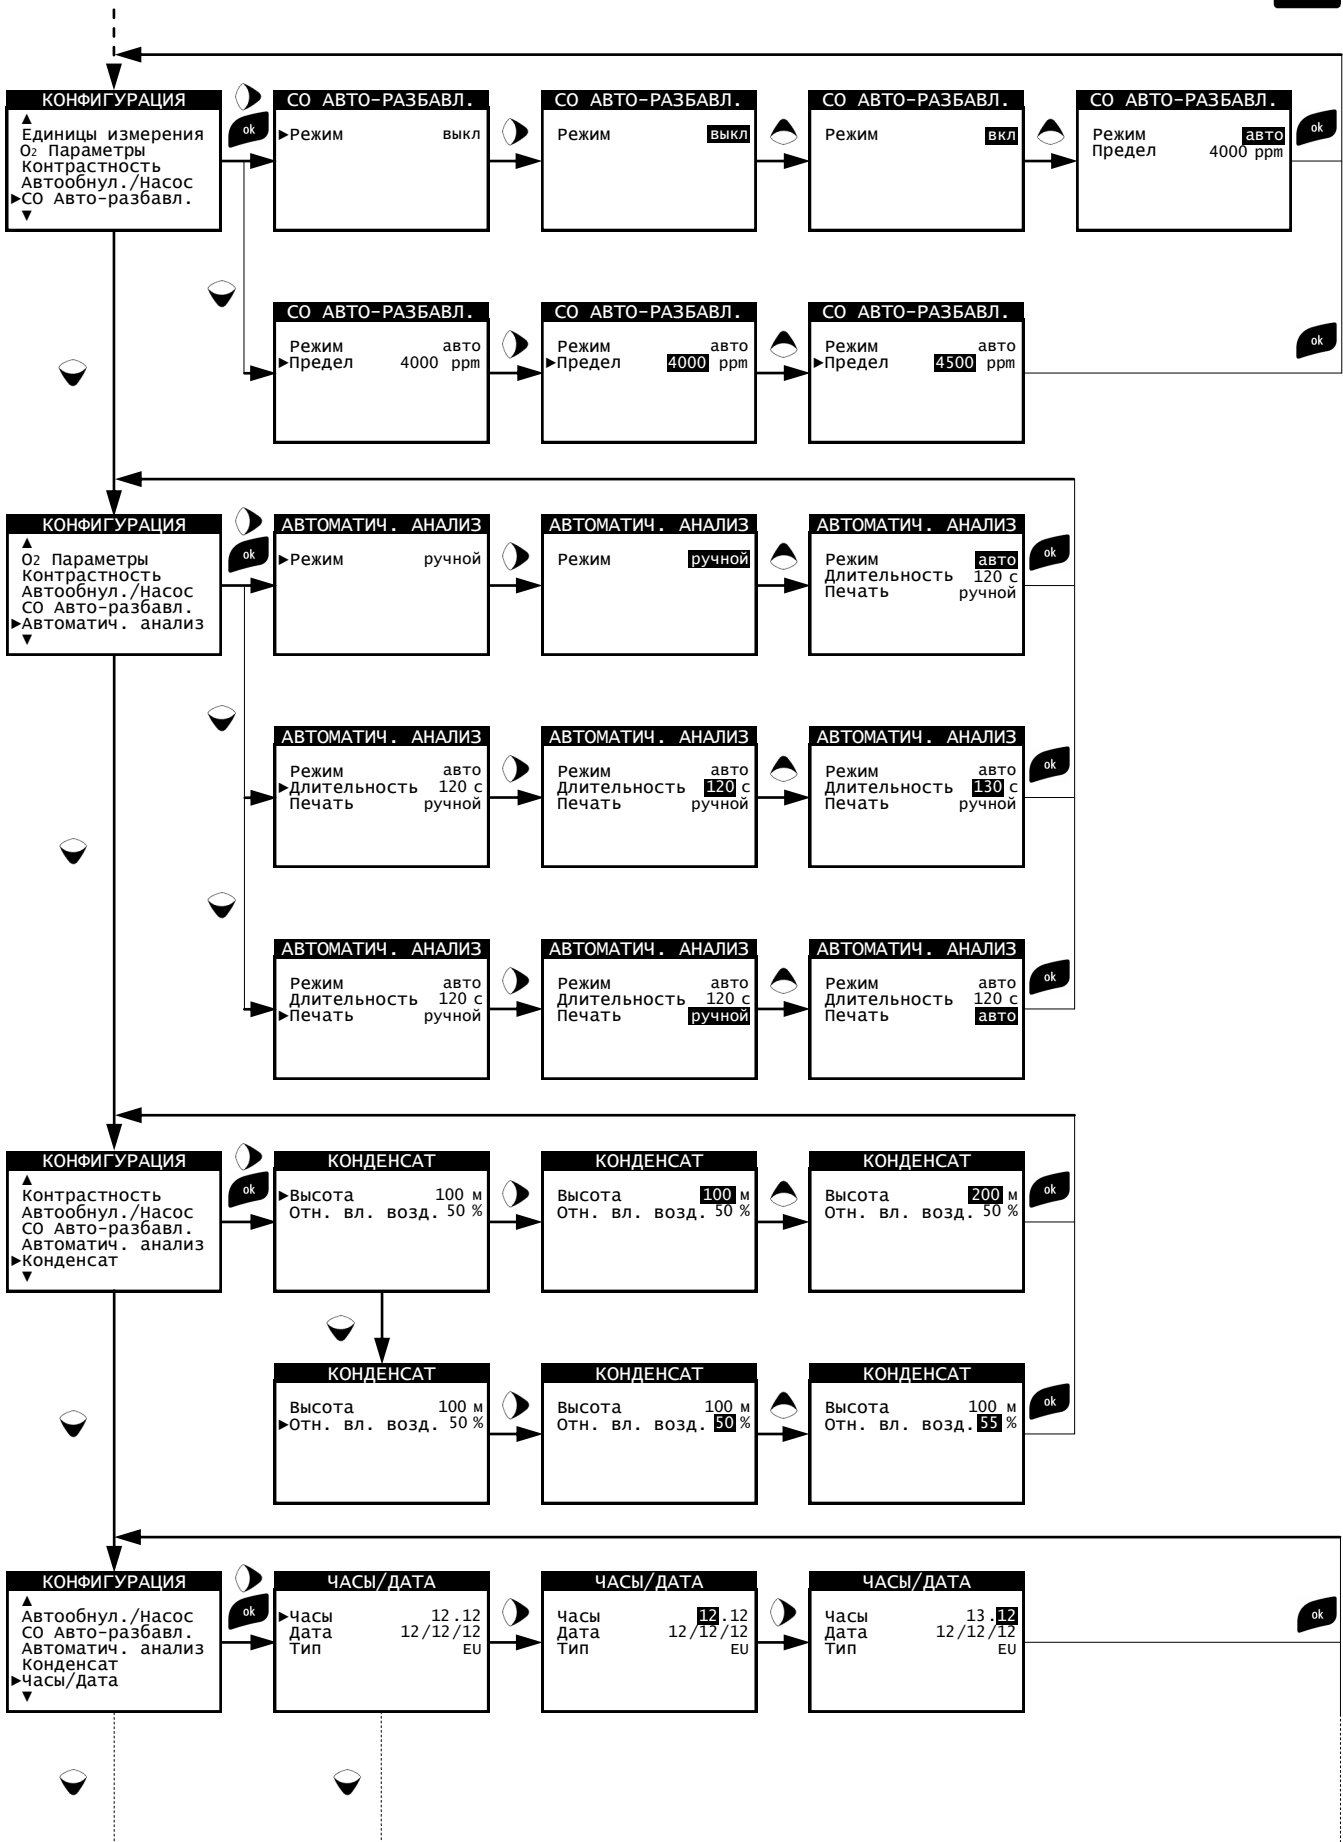 КОНФИГУРАЦИЯ
▲
Единицы измерения
O2 Параметры
Контрастность
Автообнул./Насос
►CO Авто-разбавл.
▼
ok
CO АВТО-РАЗБАВЛ.
►Режим выкл
CO АВТО-РАЗБАВЛ.
Режим выкл
CO АВТО-РАЗБАВЛ.
Режим вкл
CO АВТО-РАЗБАВЛ.
Режим авто
Предел 4000 ppm
ok
CO АВТО-РАЗБАВЛ.
Режим авто
►Предел 4000 ppm
CO АВТО-РАЗБАВЛ.
Режим авто
►Предел 4000 ppm
CO АВТО-РАЗБАВЛ.
Режим авто
►Предел 4500 ppm
ok
КОНФИГУРАЦИЯ
▲
O2 Параметры
Контрастность
Автообнул./Насос
CO Авто-разбавл.
►Автоматич. анализ
▼
ok
АВТОМАТИЧ. АНАЛИЗ
►Режим ручной
АВТОМАТИЧ. АНАЛИЗ
Режим ручной
АВТОМАТИЧ. АНАЛИЗ
Режим авто
Длительность 120 с
Печать ручной
ok
АВТОМАТИЧ. АНАЛИЗ
Режим авто
►Длительность 120 с
Печать ручной
АВТОМАТИЧ. АНАЛИЗ
Режим авто
Длительность 120 с
Печать ручной
АВТОМАТИЧ. АНАЛИЗ
Режим авто
Длительность 130 с
Печать ручной
ok
АВТОМАТИЧ. АНАЛИЗ
Режим авто
Длительность 120 с
►Печать ручной
АВТОМАТИЧ. АНАЛИЗ
Режим авто
Длительность 120 с
Печать ручной
АВТОМАТИЧ. АНАЛИЗ
Режим авто
Длительность 120 с
Печать авто
ok
КОНФИГУРАЦИЯ
▲
Контрастность
Автообнул./Насос
CO Авто-разбавл.
Автоматич. анализ
►Конденсат
▼
ok
КОНДЕНСАТ
►Высота 100 м
Отн. вл. возд. 50 %
КОНДЕНСАТ
Высота 100 м
Отн. вл. возд. 50 %
КОНДЕНСАТ
Высота 200 м
Отн. вл. возд. 50 %
ok
КОНДЕНСАТ
Высота 100 м
►Отн. вл. возд. 50 %
КОНДЕНСАТ
Высота 100 м
Отн. вл. возд. 50 %
КОНДЕНСАТ
Высота 100 м
Отн. вл. возд. 55 %
ok
КОНФИГУРАЦИЯ
▲
Автообнул./Насос
CO Авто-разбавл.
Автоматич. анализ
Конденсат
►Часы/Дата
▼
ok
ЧАСЫ/ДАТА
►Часы 12.12
Дата 12/12/12
Тип EU
ЧАСЫ/ДАТА
Часы 12.12
Дата 12/12/12
Тип EU
ЧАСЫ/ДАТА
Часы 13.12
Дата 12/12/12
Тип EU
ok